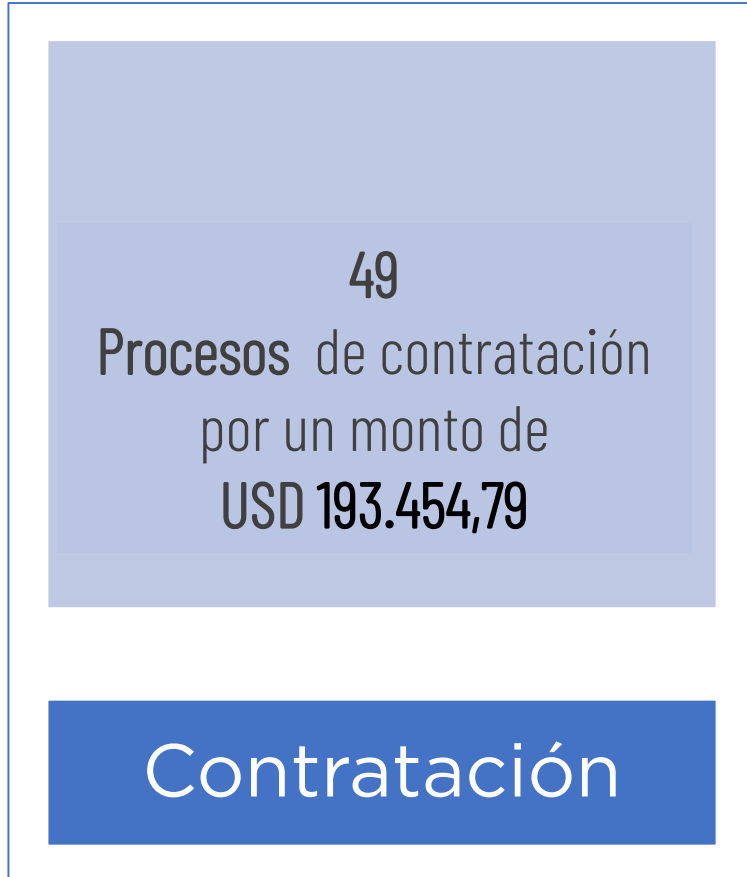 49
Procesos de contratación
por un monto de
USD 193.454,79
Contratación